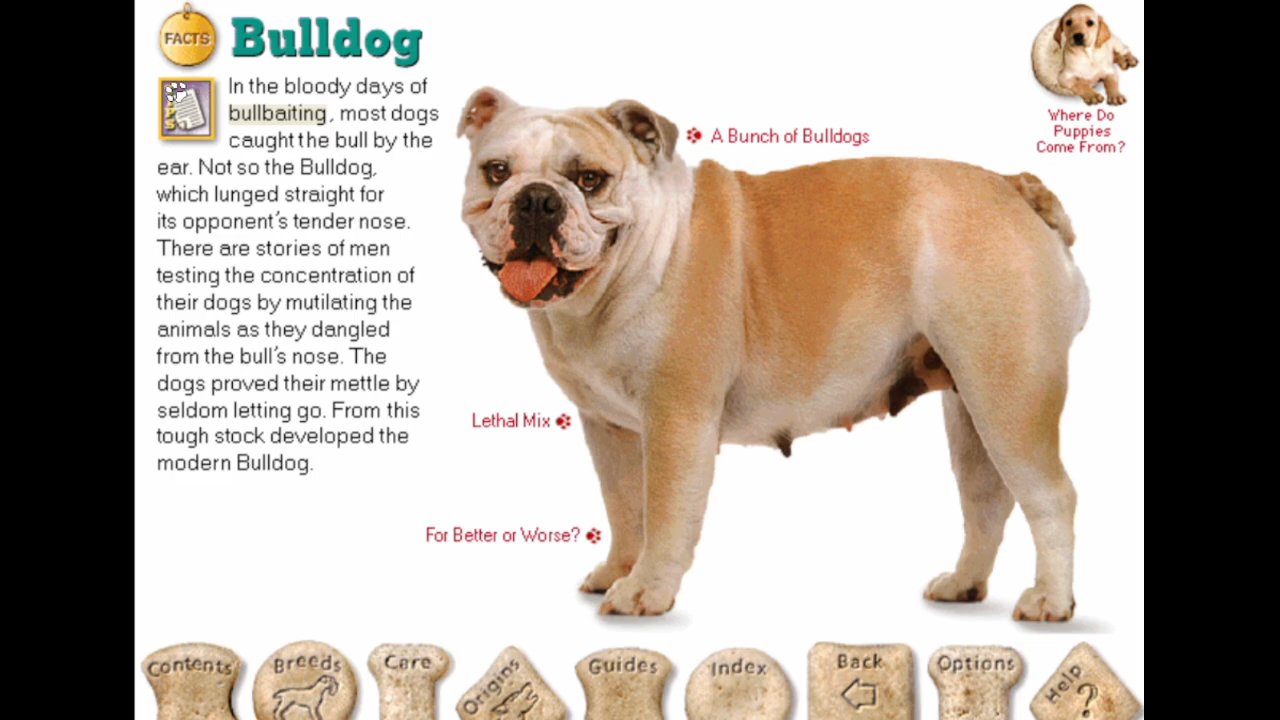 FACTS
Bulldog
In the bloody days of
bullbaiting, most dogs
caught the bull by the
ear. Not so the Bulldog,
which lunged straight for
its opponent's tender nose.
There are stories of men
testing the concentration of
their dogs by mutilating the
animals as they dangled
from the bull's nose. The
dogs proved their mettle by
seldom letting go. From this
tough stock developed the
modern Bulldog.
A Bunch of Bulldogs
Where Do
Puppies
Come From?
Lethal Mix
For Better or Worse?
Contents
Breeds
Care
Origins
Guides
Index
Back
Options
Help
?